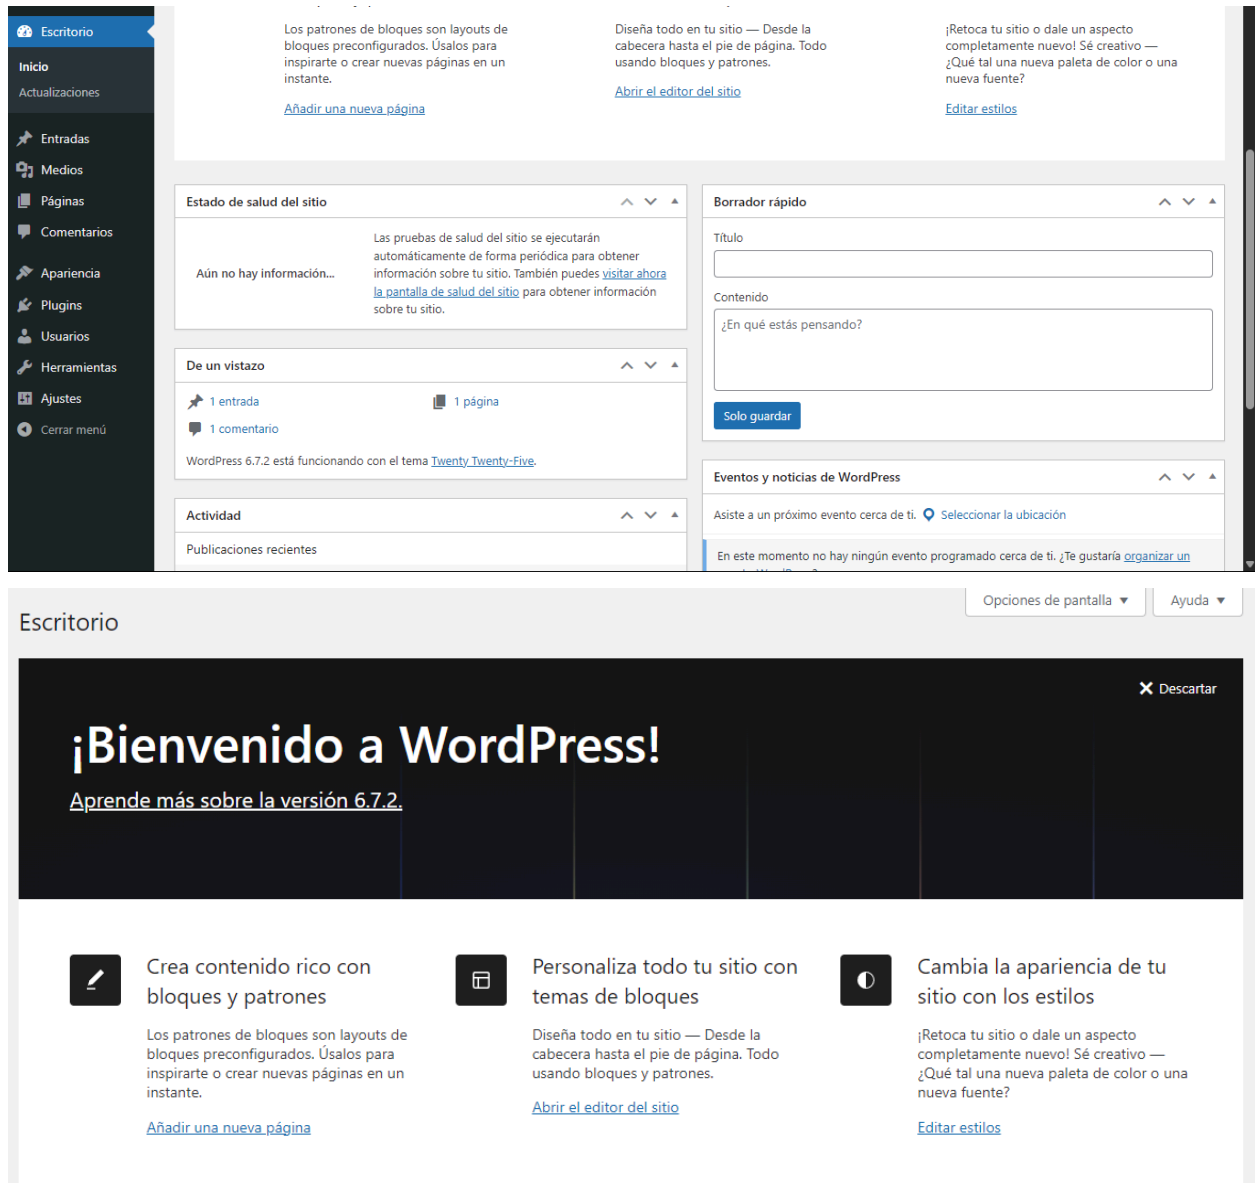 Escritorio
Inicio
Actualizaciones
Entradas
Medios
Páginas
Comentarios
Apariencia
Plugins
Usuarios
Herramientas
Ajustes
Cerrar menú
Los patrones de bloques son layouts de
bloques preconfigurados. Úsalos para
inspirarte o crear nuevas páginas en un
instante.
Añadir una nueva página
Diseña todo en tu sitio — Desde la
cabecera hasta el pie de página. Todo
usando bloques y patrones.
Abrir el editor del sitio
¡Retoca tu sitio o dale un aspecto
completamente nuevo! Sé creativo —
¿Qué tal una nueva paleta de color o una
nueva fuente?
Editar estilos
Estado de salud del sitio
Aún no hay información...
Las pruebas de salud del sitio se ejecutarán
automáticamente de forma periódica para obtener
información sobre tu sitio. También puedes visitar ahora
la pantalla de salud del sitio para obtener información
sobre tu sitio.
De un vistazo
1 entrada
1 página
1 comentario
WordPress 6.7.2 está funcionando con el tema Twenty Twenty-Five.
Actividad
Publicaciones recientes
Borrador rápido
Título
Contenido
¿En qué estás pensando?
Solo guardar
Eventos y noticias de WordPress
Asiste a un próximo evento cerca de ti. Seleccionar la ubicación
En este momento no hay ningún evento programado cerca de ti. ¿Te gustaría organizar un
Opciones de pantalla
Ayuda
Escritorio
Descartar
¡Bienvenido a WordPress!
Aprende más sobre la versión 6.7.2.
Crea contenido rico con
bloques y patrones
Los patrones de bloques son layouts de
bloques preconfigurados. Úsalos para
inspirarte o crear nuevas páginas en un
instante.
Añadir una nueva página
Personaliza todo tu sitio con
temas de bloques
Diseña todo en tu sitio — Desde la
cabecera hasta el pie de página. Todo
usando bloques y patrones.
Abrir el editor del sitio
Cambia la apariencia de tu
sitio con los estilos
¡Retoca tu sitio o dale un aspecto
completamente nuevo! Sé creativo —
¿Qué tal una nueva paleta de color o una
nueva fuente?
Editar estilos